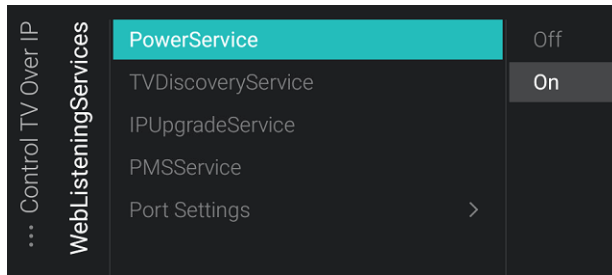 ... Control TV Over IP
WebListeningServices
PowerService
TVDiscoveryService
IPUpgradeService
PMSService
Port Settings
Off
On